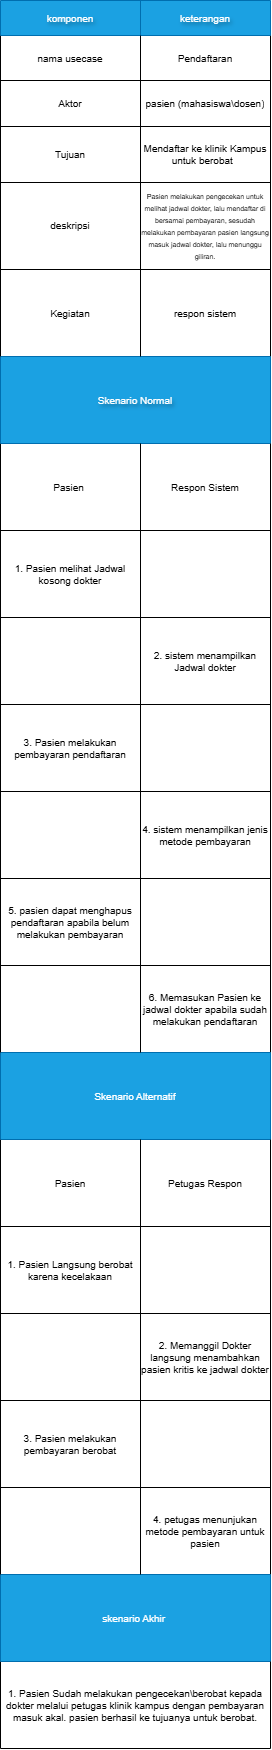 komponen
keterangan
nama usecase
Pendaftaran
Aktor
pasien (mahasiswa\dosen)
Tujuan
Mendaftar ke klinik Kampus
untuk berobat
deskripsi
Pasien melakukan pengecekan untuk
melihat jadwal dokter, lalu mendaftar di
bersamai pembayaran, sesudah
melakukan pembayaran pasien langsung
masuk jadwal dokter, lalu menunggu
giliran.
Kegiatan
respon sistem
Skenario Normal
Pasien
Respon Sistem
1. Pasien melihat Jadwal
kosong dokter
2. sistem menampilkan
Jadwal dokter
3. Pasien melakukan
pembayaran pendaftaran
4. sistem menampilkan jenis
metode pembayaran
5. pasien dapat menghapus
pendaftaran apabila belum
melakukan pembayaran
6. Memasukan Pasien ke
jadwal dokter apabila sudah
melakukan pendaftaran
Skenario Alternatif
Pasien
Petugas Respon
1. Pasien Langsung berobat
karena kecelakaan
2. Memanggil Dokter
langsung menambahkan
pasien kritis ke jadwal dokter
3. Pasien melakukan
pembayaran berobat
4. petugas menunjukan
metode pembayaran untuk
pasien
skenario Akhir
1. Pasien Sudah melakukan pengecekan\berobat kepada
dokter melalui petugas klinik kampus dengan pembayaran
masuk akal. pasien berhasil ke tujuanya untuk berobat.